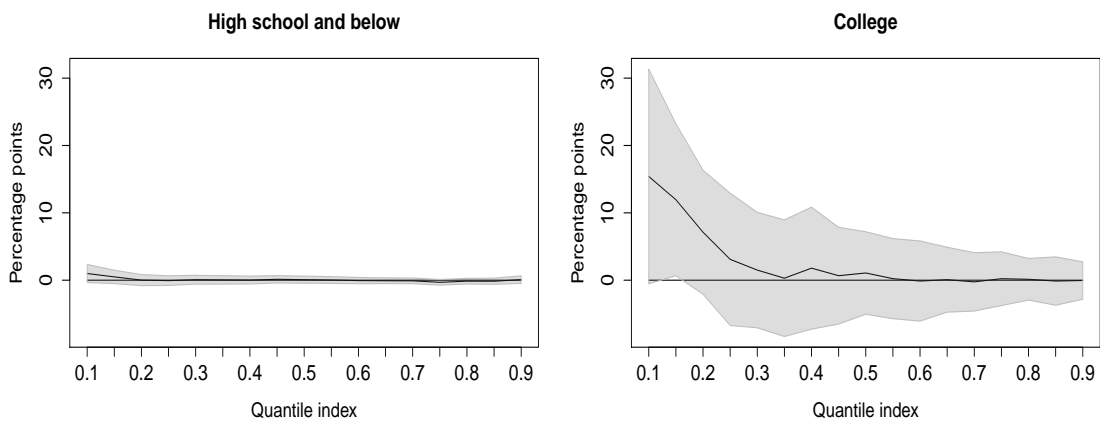 High school and below
Percentage points
30
20
10
0
0.1 0.2 0.3 0.4 0.5 0.6 0.7 0.8 0.9
Quantile index
College
Percentage points
30
20
10
0
0.1 0.2 0.3 0.4 0.5 0.6 0.7 0.8 0.9
Quantile index